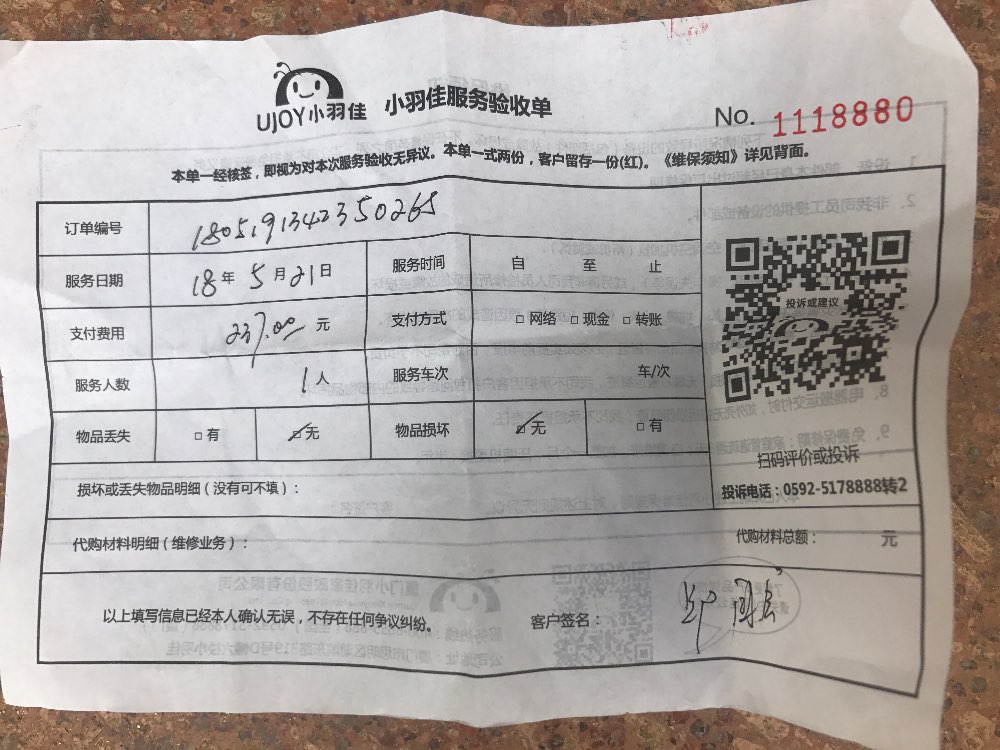 UJOY小羽佳 小羽佳服务验收单
No. 1118880
本单一经核签，即视为对本次服务验收无异议。本单一式两份，客户留存一份(红)。《维保须知》详见背面。
订单编号 1805191342350265
服务日期 18年 5月21日 服务时间 自 至 止
支付费用 237.00 元 支付方式 □网络 □现金 □转账
服务人数 1人 服务车次 车/次
物品丢失 □有 ☑无 物品损坏 ☑无 □有
投诉或建议
扫码评价或投诉
投诉电话：0592-5178888转2
损坏或丢失物品明细（没有可不填）：
代购材料明细（维修业务）： 代购材料总额： 元
以上填写信息已经本人确认无误，不存在任何争议纠纷。 客户签名：